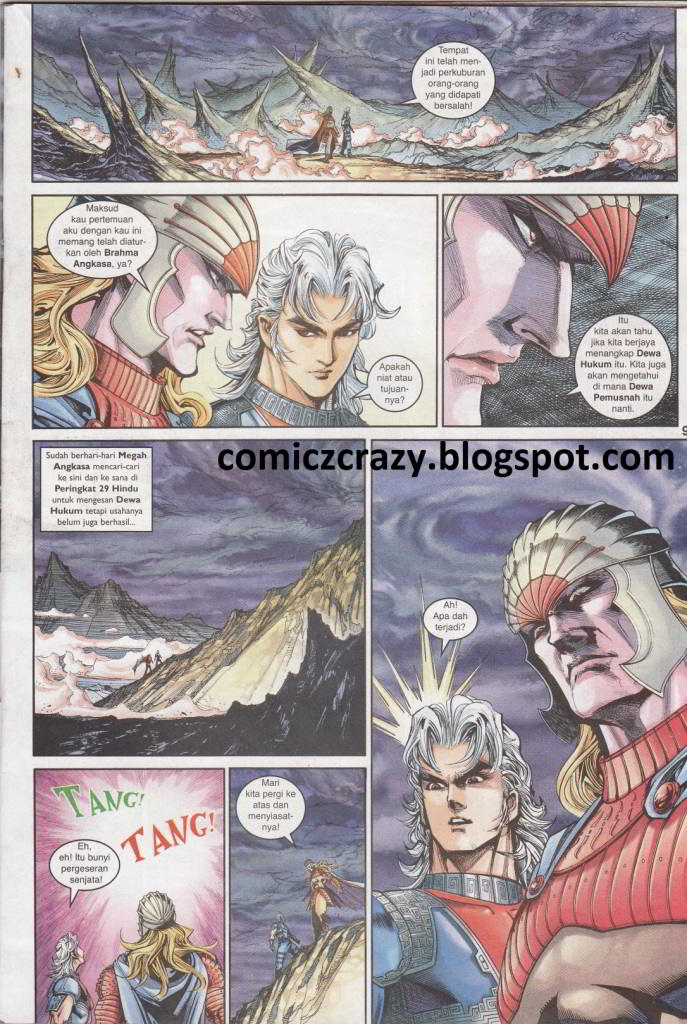 Tempat
ini telah men-
jadi perkuburan
orang-orang
yang didapati
bersalah!
Maksud
kau pertemuan
aku dengan kau ini
memang telah diatur-
kan oleh Brahma
Angkasa, ya?
Apakah
niat atau
tujuan-
nya?
Itu
kita akan tahu
jika kita berjaya
menangkap Dewa
Hukum itu. Kita juga
akan mengetahui
di mana Dewa
Pemusnah itu
nanti.
9
comiczcrazy.blogspot.com
Sudah berhari-hari Megah
Angkasa mencari-cari
ke sini dan ke sana di
Peringkat 29 Hindu
untuk mengesan Dewa
Hukum tetapi usahanya
belum juga berhasil...
Ah!
Apa dah
terjadi?
TANG!
TANG!
Eh,
eh! Itu bunyi
pergeseran
senjata!
Mari
kita pergi ke
atas dan
menyiasat-
nya!